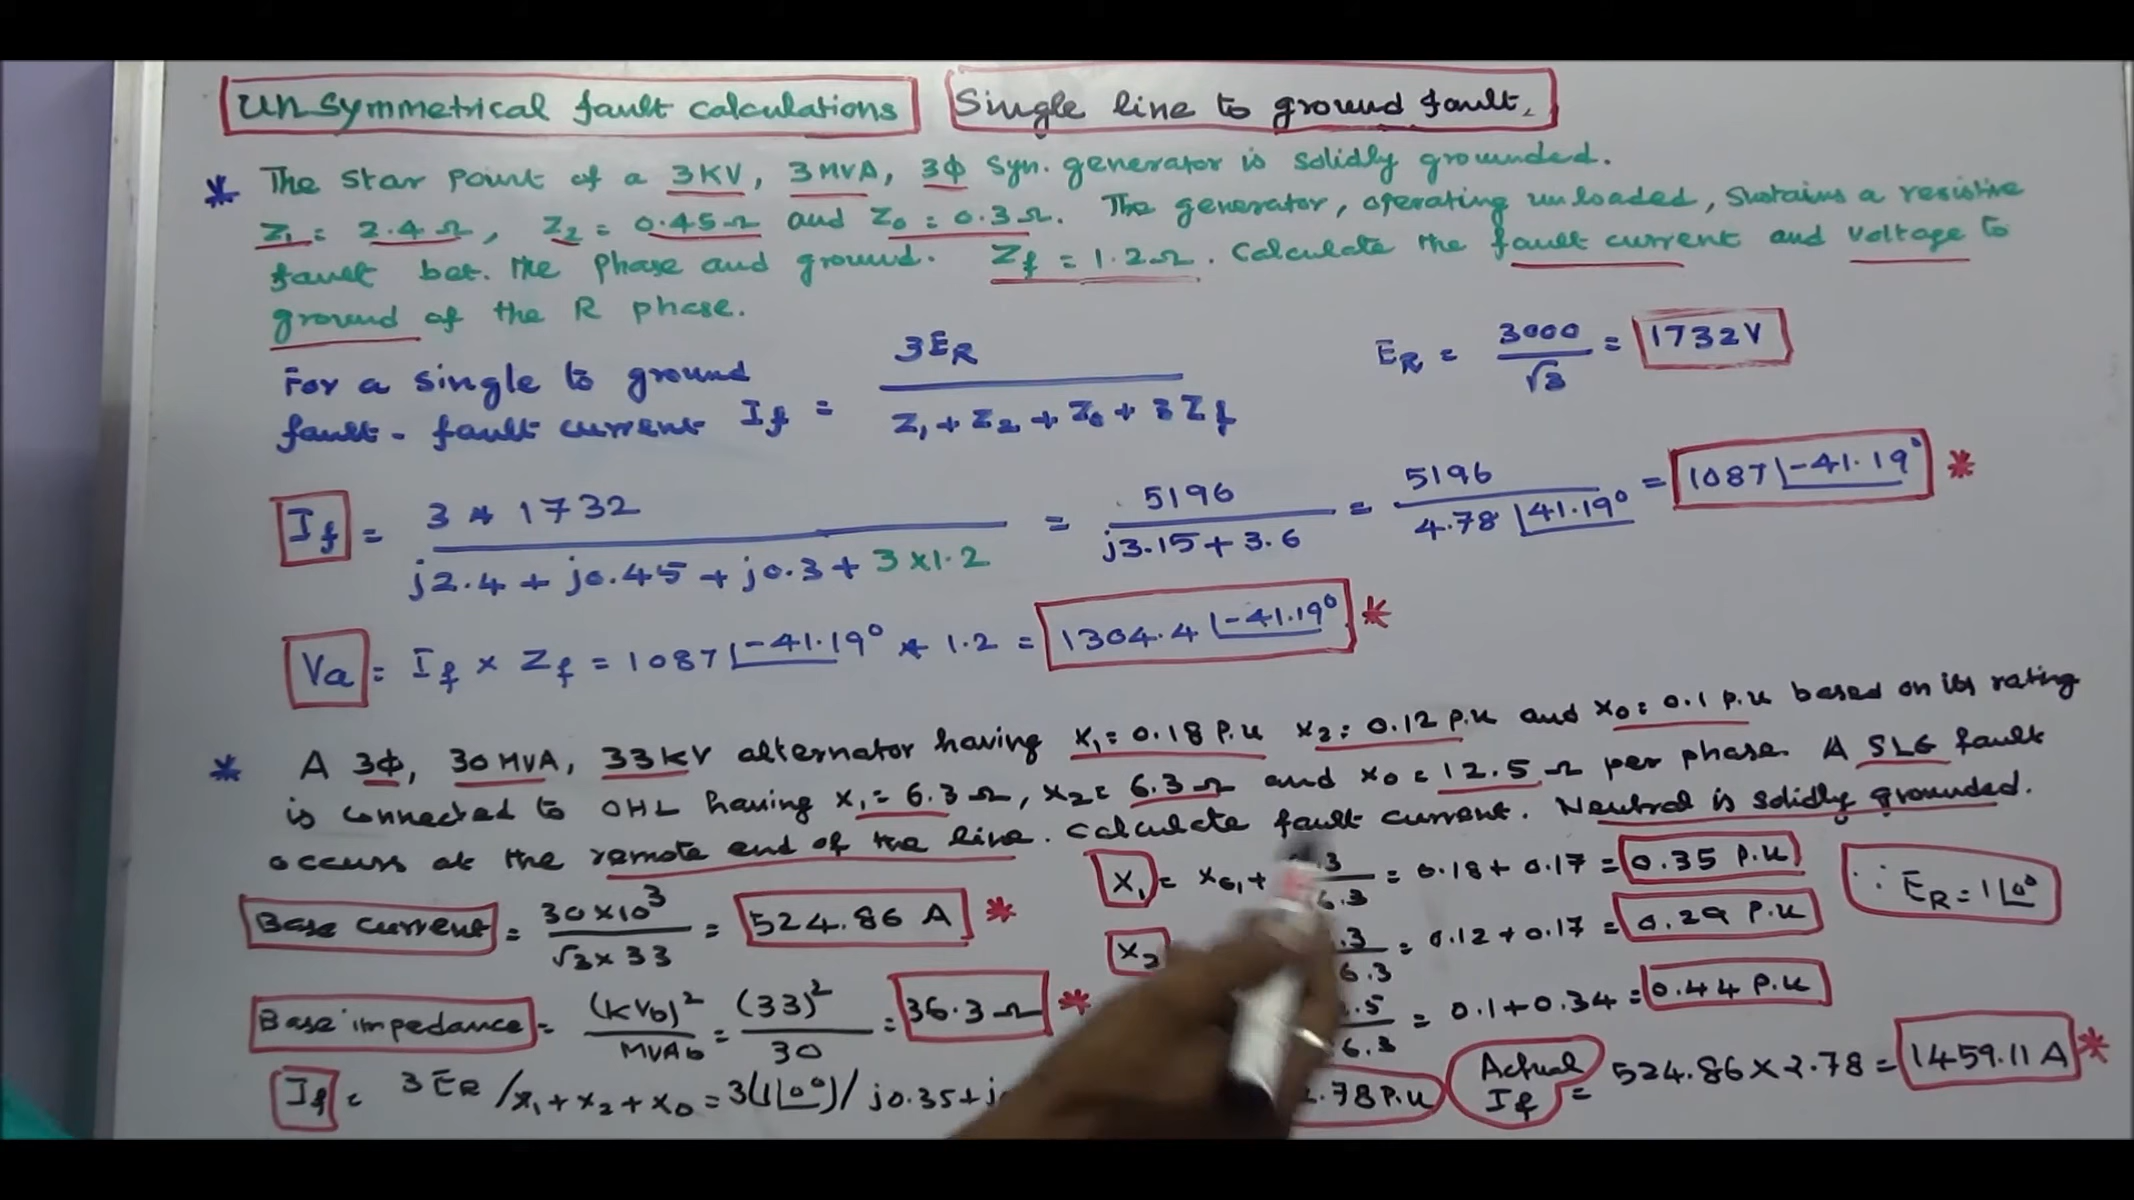 Unsymmetrical fault calculations Single line to ground fault.
* The star point of a 3KV, 3MVA, 3Φ syn. generator is solidly grounded.
Z₁ = 2.4Ω, Z₂ = 0.45Ω and Z₀ = 0.3Ω. The generator, operating unloaded, sustains a resistive
fault bet. the phase and ground. Zf = 1.2Ω. Calculate the fault current and voltage to
ground of the R phase.
For a single to ground
fault - fault current If = 3ER / Z₁ + Z₂ + Z₀ + 3Zf
ER = 3000/√3 = 1732V
If = 3 * 1732 / j2.4 + j0.45 + j0.3 + 3×1.2 = 5196 / j3.15 + 3.6 = 5196 / 4.78 ∠41.19° = 1087 ∠-41.19° *
Va = If × Zf = 1087 ∠-41.19° * 1.2 = 1304.4 ∠-41.19° *
* A 3Φ, 30MVA, 33KV alternator having x₁ = 0.18 P.u x₂ = 0.12 P.u and x₀ = 0.1 P.u based on its rating
is connected to OHL having x₁ = 6.3Ω, x₂ = 6.3Ω and x₀ = 12.5Ω per phase. A SLG fault
occurs at the remote end of the line. Calculate fault current. Neutral is solidly grounded.
Base current = 30×10³ / √3×33 = 524.86 A *
X₁ = = 0.18 + 0.17 = 0.35 P.u
∴ ER = 1∠0°
X₂ = 0.12 + 0.17 = 0.29 P.u
Base impedance = (KVb)² / MVAb = (33)² / 30 = 36.3Ω *
= 0.1 + 0.34 = 0.44 P.u
If = 3ER / x₁ + x₂ + x₀ = 3(1∠0°) / j0.35 + .78 P.u
Actual If = 524.86 × 2.78 = 1459.11 A *